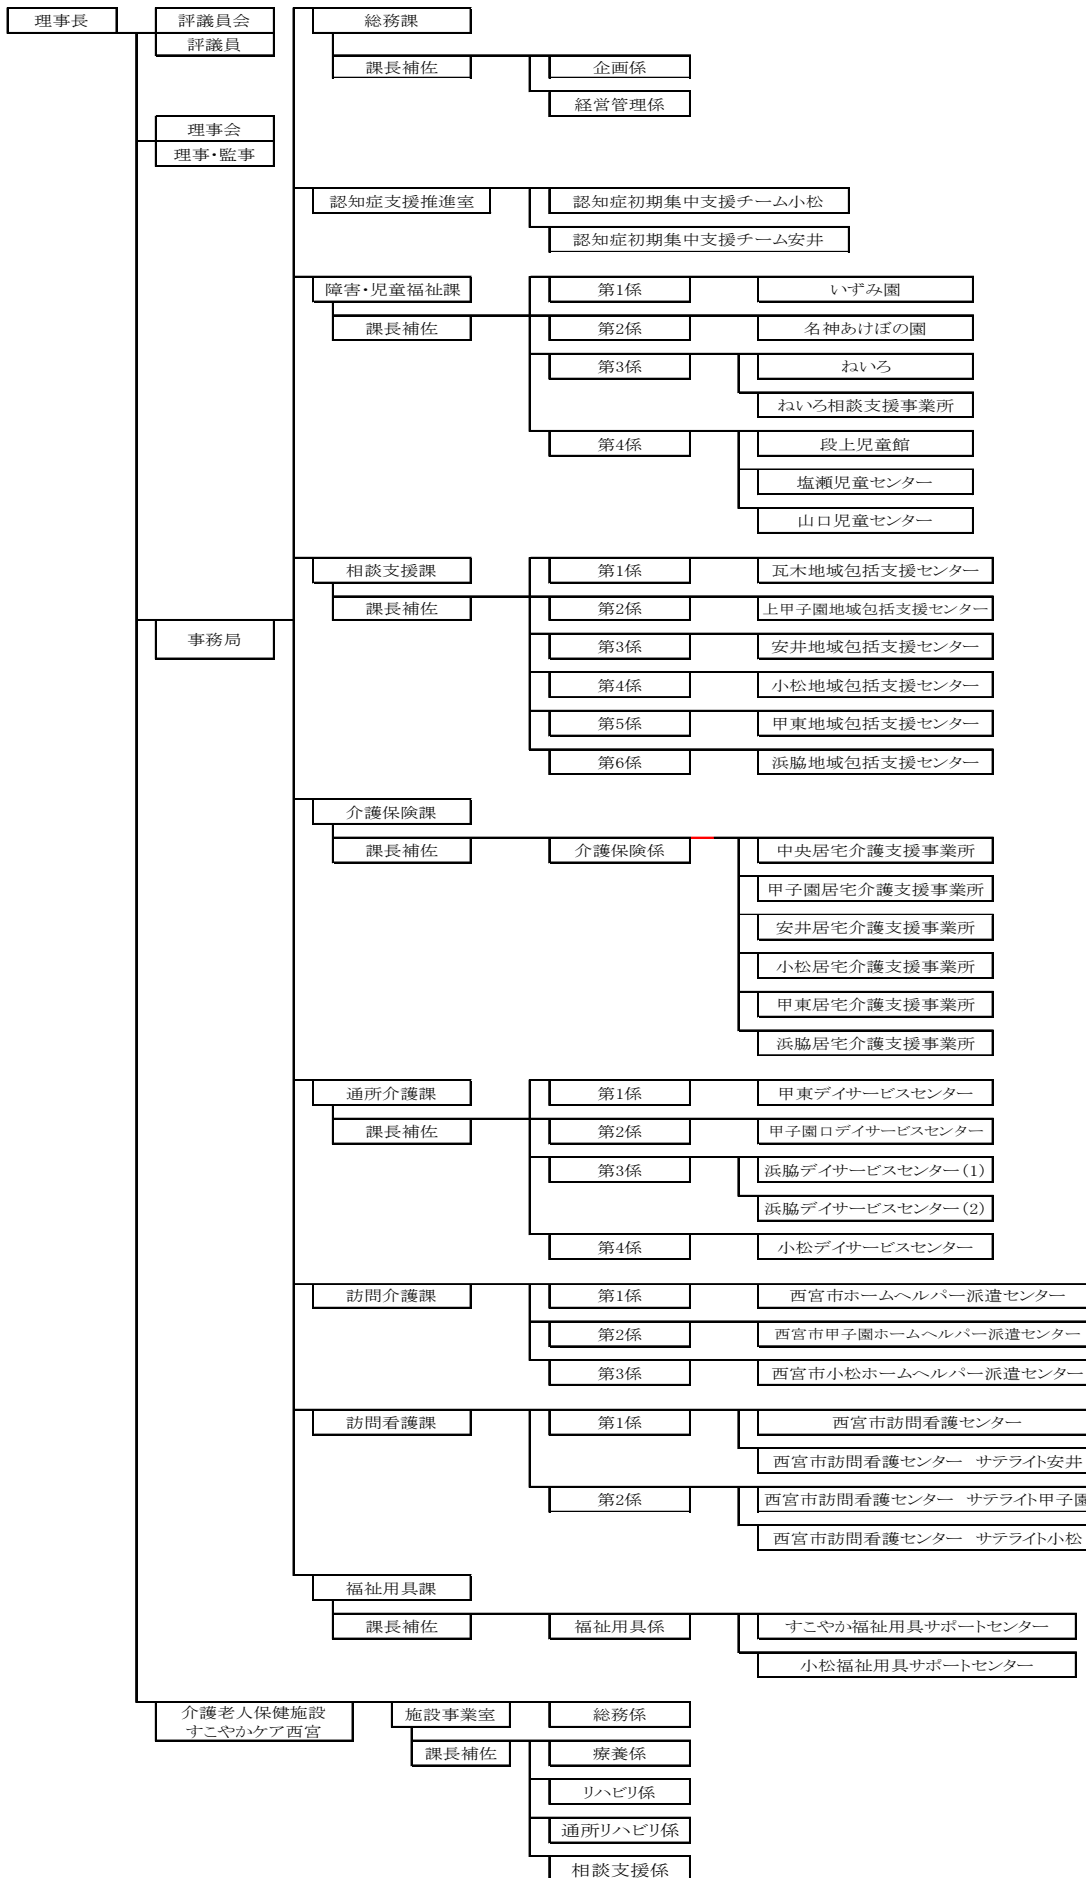 理事長
評議員会
評議員
総務課
課長補佐
企画係
経営管理係
理事会
理事・監事
認知症支援推進室
認知症初期集中支援チーム小松
認知症初期集中支援チーム安井
障害・児童福祉課
第1係
いずみ園
課長補佐
第2係
名神あけぼの園
第3係
ねいろ
ねいろ相談支援事業所
第4係
段上児童館
塩瀬児童センター
山口児童センター
相談支援課
第1係
瓦木地域包括支援センター
課長補佐
第2係
上甲子園地域包括支援センター
事務局
第3係
安井地域包括支援センター
第4係
小松地域包括支援センター
第5係
甲東地域包括支援センター
第6係
浜脇地域包括支援センター
介護保険課
課長補佐
介護保険係
中央居宅介護支援事業所
甲子園居宅介護支援事業所
安井居宅介護支援事業所
小松居宅介護支援事業所
甲東居宅介護支援事業所
浜脇居宅介護支援事業所
通所介護課
第1係
甲東デイサービスセンター
課長補佐
第2係
甲子園口デイサービスセンター
第3係
浜脇デイサービスセンター(1)
浜脇デイサービスセンター(2)
第4係
小松デイサービスセンター
訪問介護課
第1係
西宮市ホームヘルパー派遣センター
第2係
西宮市甲子園ホームヘルパー派遣センター
第3係
西宮市小松ホームヘルパー派遣センター
訪問看護課
第1係
西宮市訪問看護センター
西宮市訪問看護センター　サテライト安井
第2係
西宮市訪問看護センター　サテライト甲子園
西宮市訪問看護センター　サテライト小松
福祉用具課
課長補佐
福祉用具係
すこやか福祉用具サポートセンター
小松福祉用具サポートセンター
介護老人保健施設
すこやかケア西宮
施設事業室
総務係
課長補佐
療養係
リハビリ係
通所リハビリ係
相談支援係